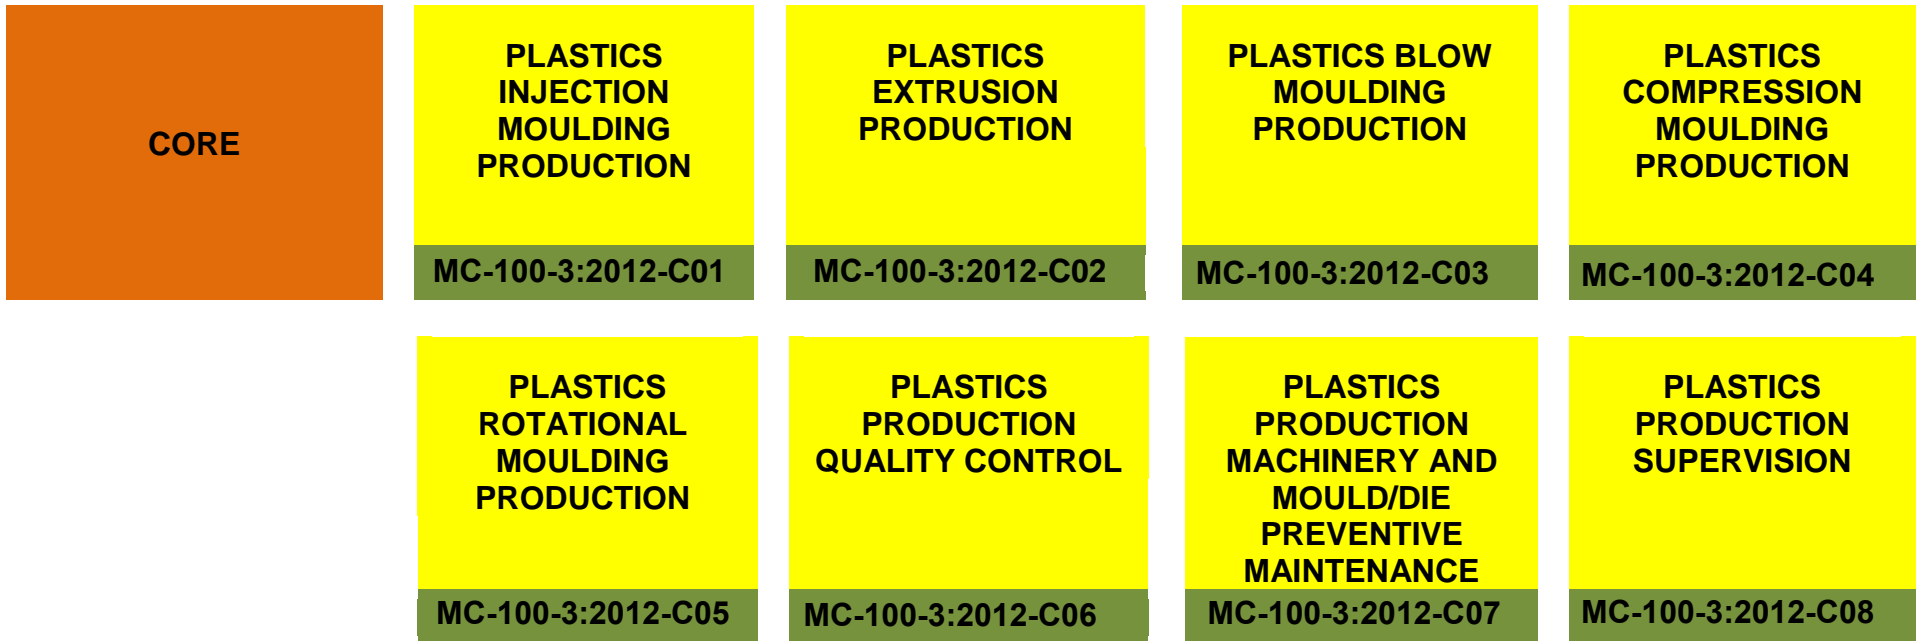 CORE
PLASTICS
INJECTION
MOULDING
PRODUCTION
MC-100-3:2012-C01
PLASTICS
EXTRUSION
PRODUCTION
MC-100-3:2012-C02
PLASTICS BLOW
MOULDING
PRODUCTION
MC-100-3:2012-C03
PLASTICS
COMPRESSION
MOULDING
PRODUCTION
MC-100-3:2012-C04
PLASTICS
ROTATIONAL
MOULDING
PRODUCTION
MC-100-3:2012-C05
PLASTICS
PRODUCTION
QUALITY CONTROL
MC-100-3:2012-C06
PLASTICS
PRODUCTION
MACHINERY AND
MOULD/DIE
PREVENTIVE
MAINTENANCE
MC-100-3:2012-C07
PLASTICS
PRODUCTION
SUPERVISION
MC-100-3:2012-C08